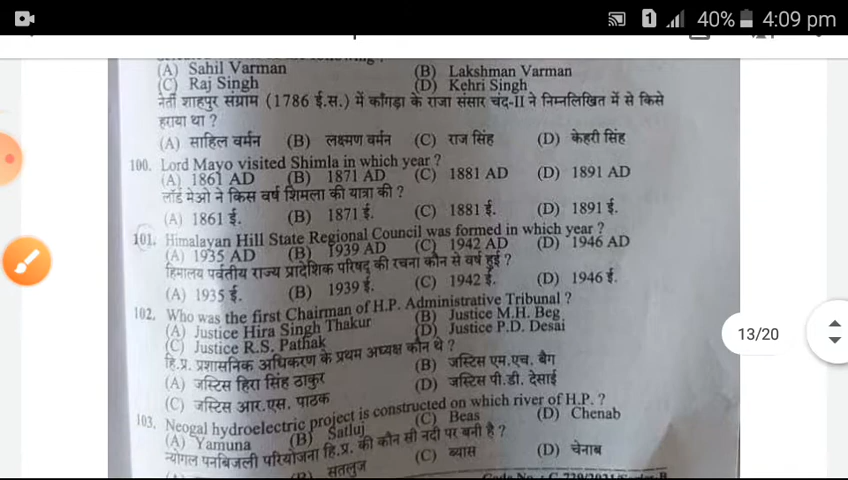 40% 4:09 pm
(A) Sahil Varman (B) Lakshman Varman
(C) Raj Singh (D) Kehri Singh
नेर्ती शाहपुर संग्राम (1786 ई.स.) में काँगड़ा के राजा संसार चंद-II ने निम्नलिखित में से किसे
हराया था ?
(A) साहिल वर्मन (B) लक्ष्मण वर्मन (C) राज सिंह (D) केहरी सिंह
100. Lord Mayo visited Shimla in which year ?
(A) 1861 AD (B) 1871 AD (C) 1881 AD (D) 1891 AD
लॉर्ड मेओ ने किस वर्ष शिमला की यात्रा की ?
(A) 1861 ई. (B) 1871 ई. (C) 1881 ई. (D) 1891 ई.
101. Himalayan Hill State Regional Council was formed in which year ?
(A) 1935 AD (B) 1939 AD (C) 1942 AD (D) 1946 AD
हिमालय पर्वतीय राज्य प्रादेशिक परिषद् की रचना कौन से वर्ष हुई ?
(A) 1935 ई. (B) 1939 ई. (C) 1942 ई. (D) 1946 ई.
102. Who was the first Chairman of H.P. Administrative Tribunal ?
(A) Justice Hira Singh Thakur (B) Justice M.H. Beg
(C) Justice R.S. Pathak (D) Justice P.D. Desai
हि.प्र. प्रशासनिक अधिकरण के प्रथम अध्यक्ष कौन थे ?
(A) जस्टिस हिरा सिंह ठाकुर (B) जस्टिस एम.एच. बैग
(C) जस्टिस आर.एस. पाठक (D) जस्टिस पी.डी. देसाई
103. Neogal hydroelectric project is constructed on which river of H.P. ?
(A) Yamuna (B) Satluj (C) Beas (D) Chenab
न्योगल पनबिजली परियोजना हि.प्र. की कौन सी नदी पर बनी है ?
सतलुज (C) ब्यास (D) चेनाब
13/20